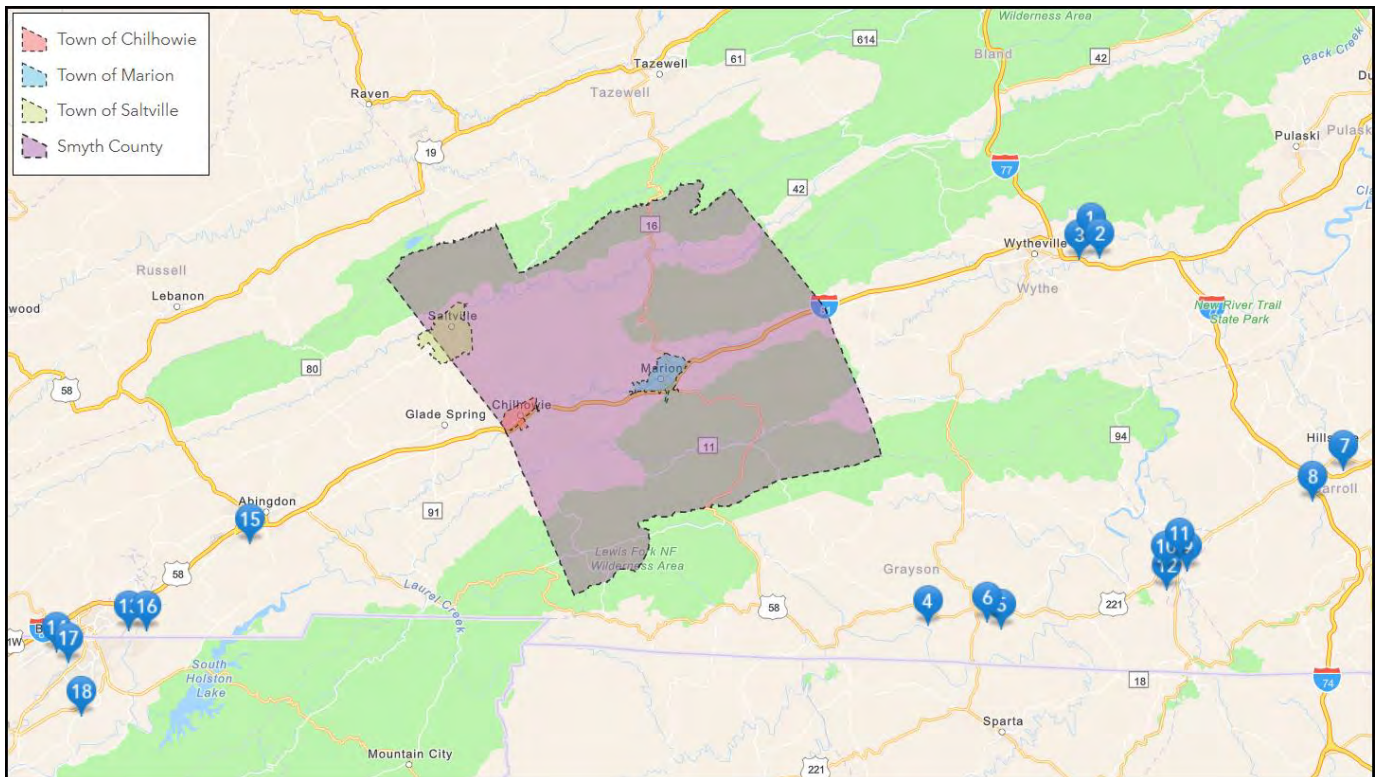 Town of Chilhowie
Town of Marion
Town of Saltville
Smyth County
Wilderness Area
614
61
Bland
42
Back Creek
Tazewell
Tazewell
Raven
19
77
Pulaski
Pulask
42
1
2
3
Wytheville
Wythe
16
Russell
Lebanon
wood
Saltville
81
New River Trail
State Park
80
Marion
58
Glade Spring
Chilhowie
11
94
7
8
Abingdon
15
91
58
Lewis Fork NF
Wilderness Area
Grayson
11
10
9
12
4
6
5
58
221
Laurel Creek
16
17
18
South
Holston
Lake
18
74
Sparta
Mountain City
221